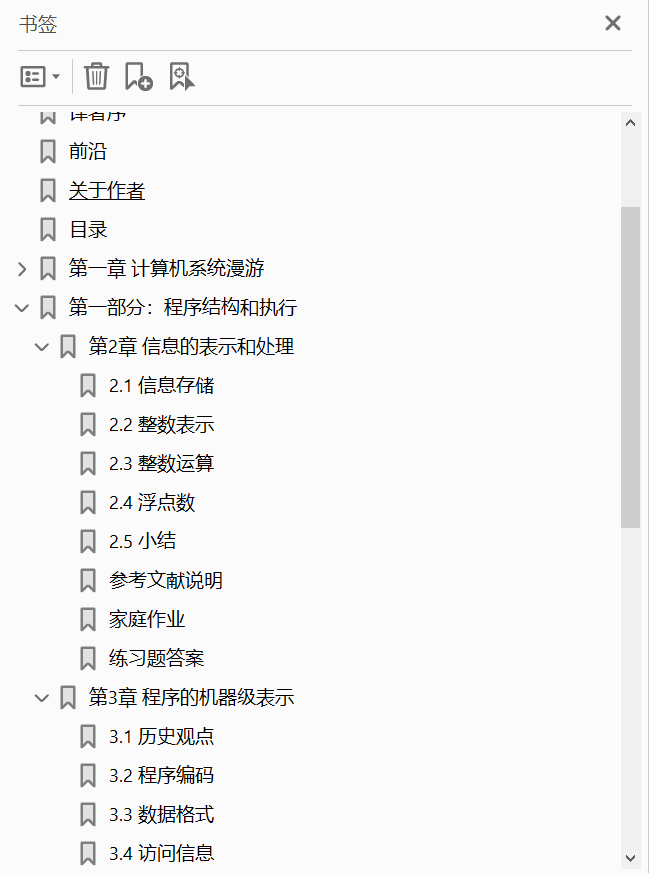 书签
译者序
前沿
关于作者
目录
第一章 计算机系统漫游
第一部分：程序结构和执行
第2章 信息的表示和处理
2.1 信息存储
2.2 整数表示
2.3 整数运算
2.4 浮点数
2.5 小结
参考文献说明
家庭作业
练习题答案
第3章 程序的机器级表示
3.1 历史观点
3.2 程序编码
3.3 数据格式
3.4 访问信息